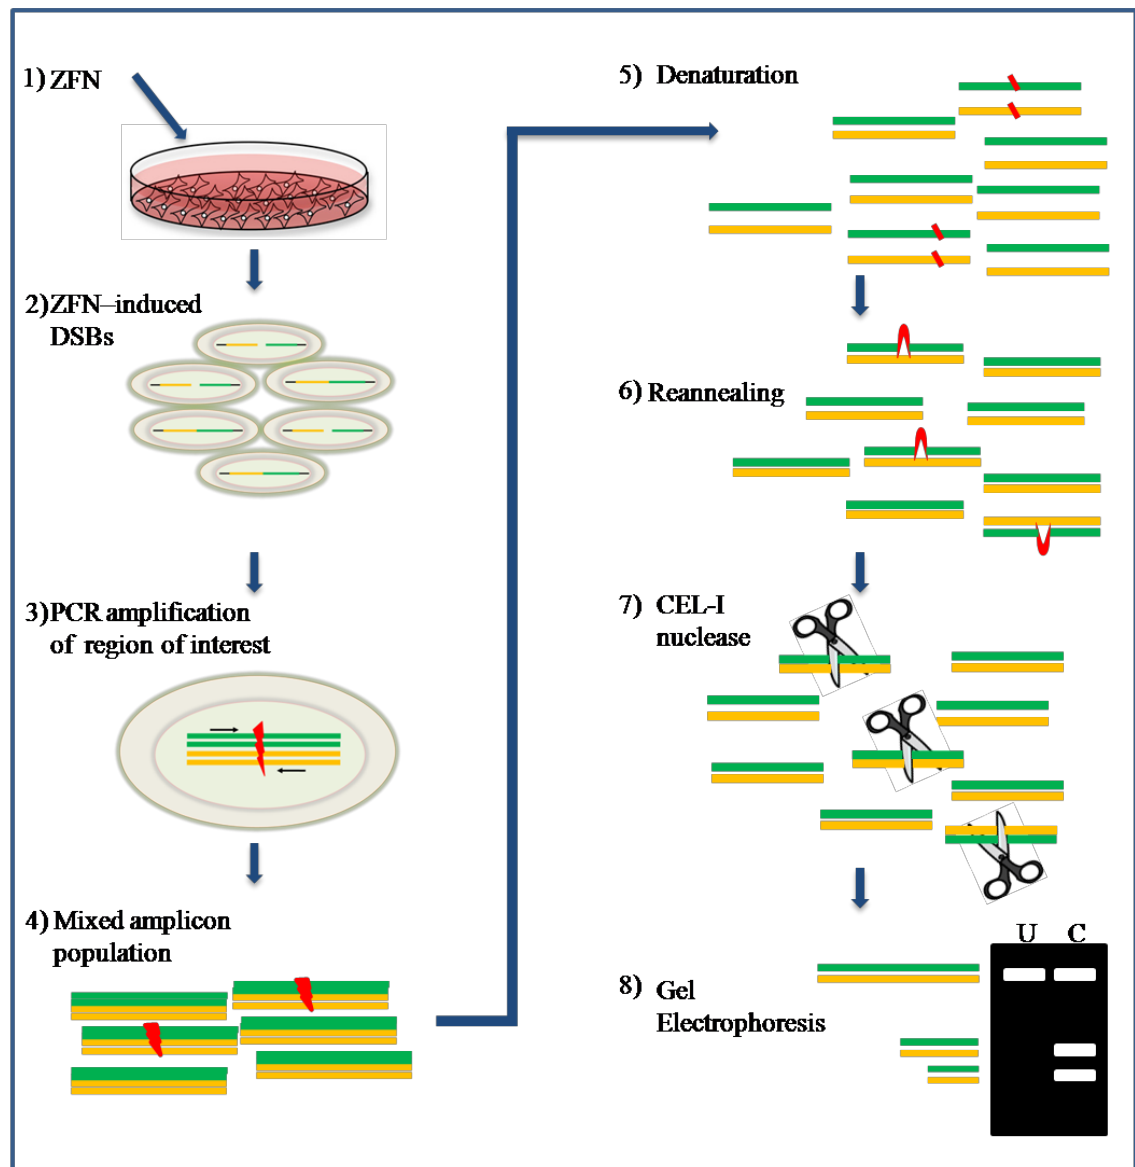 1) ZFN
2) ZFN–induced
DSBs
3) PCR amplification
of region of interest
4) Mixed amplicon
population
5) Denaturation
6) Reannealing
7) CEL-I
nuclease
U C
8) Gel
Electrophoresis